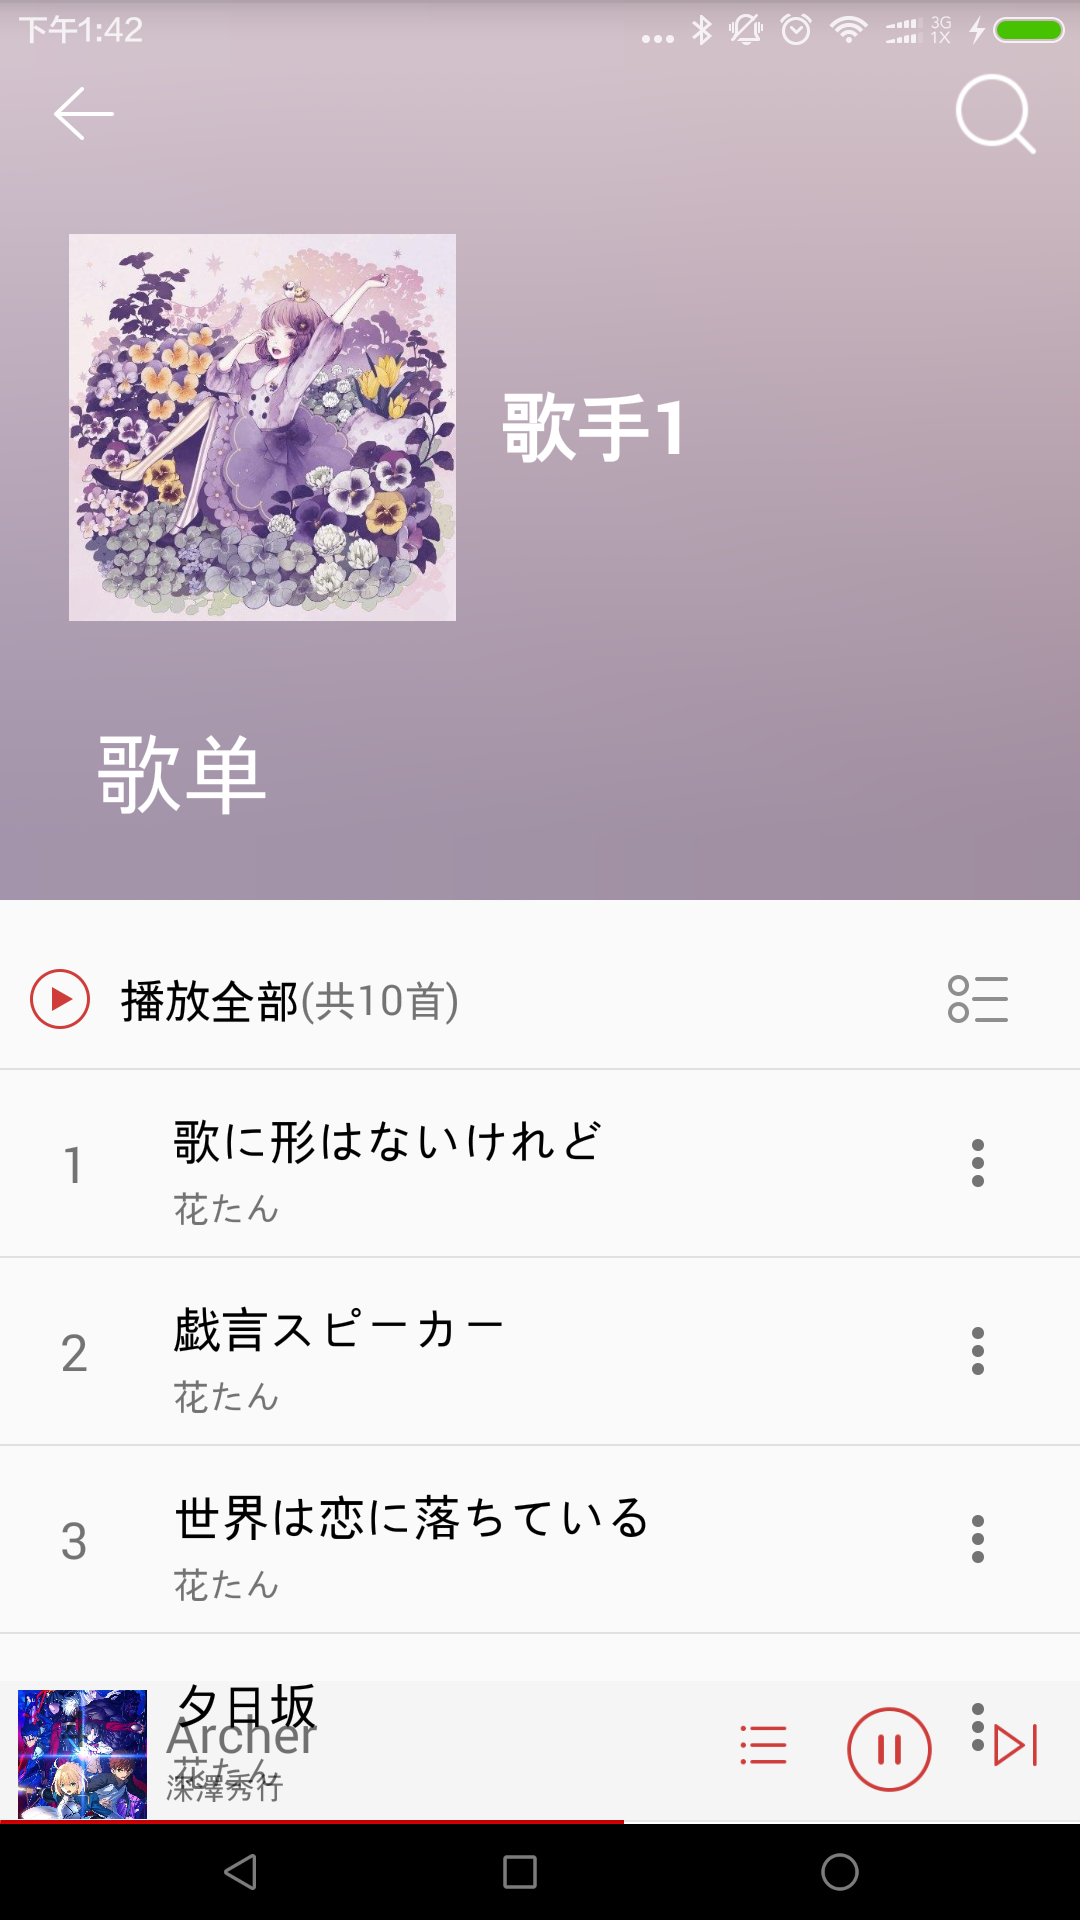 下午1:42
3G
1X
歌手1
歌单
播放全部(共10首)
1
歌に形はないけれど
花たん
2
戯言スピーカー
花たん
3
世界は恋に落ちている
花たん
夕日坂
花たん
Archer
深澤秀行